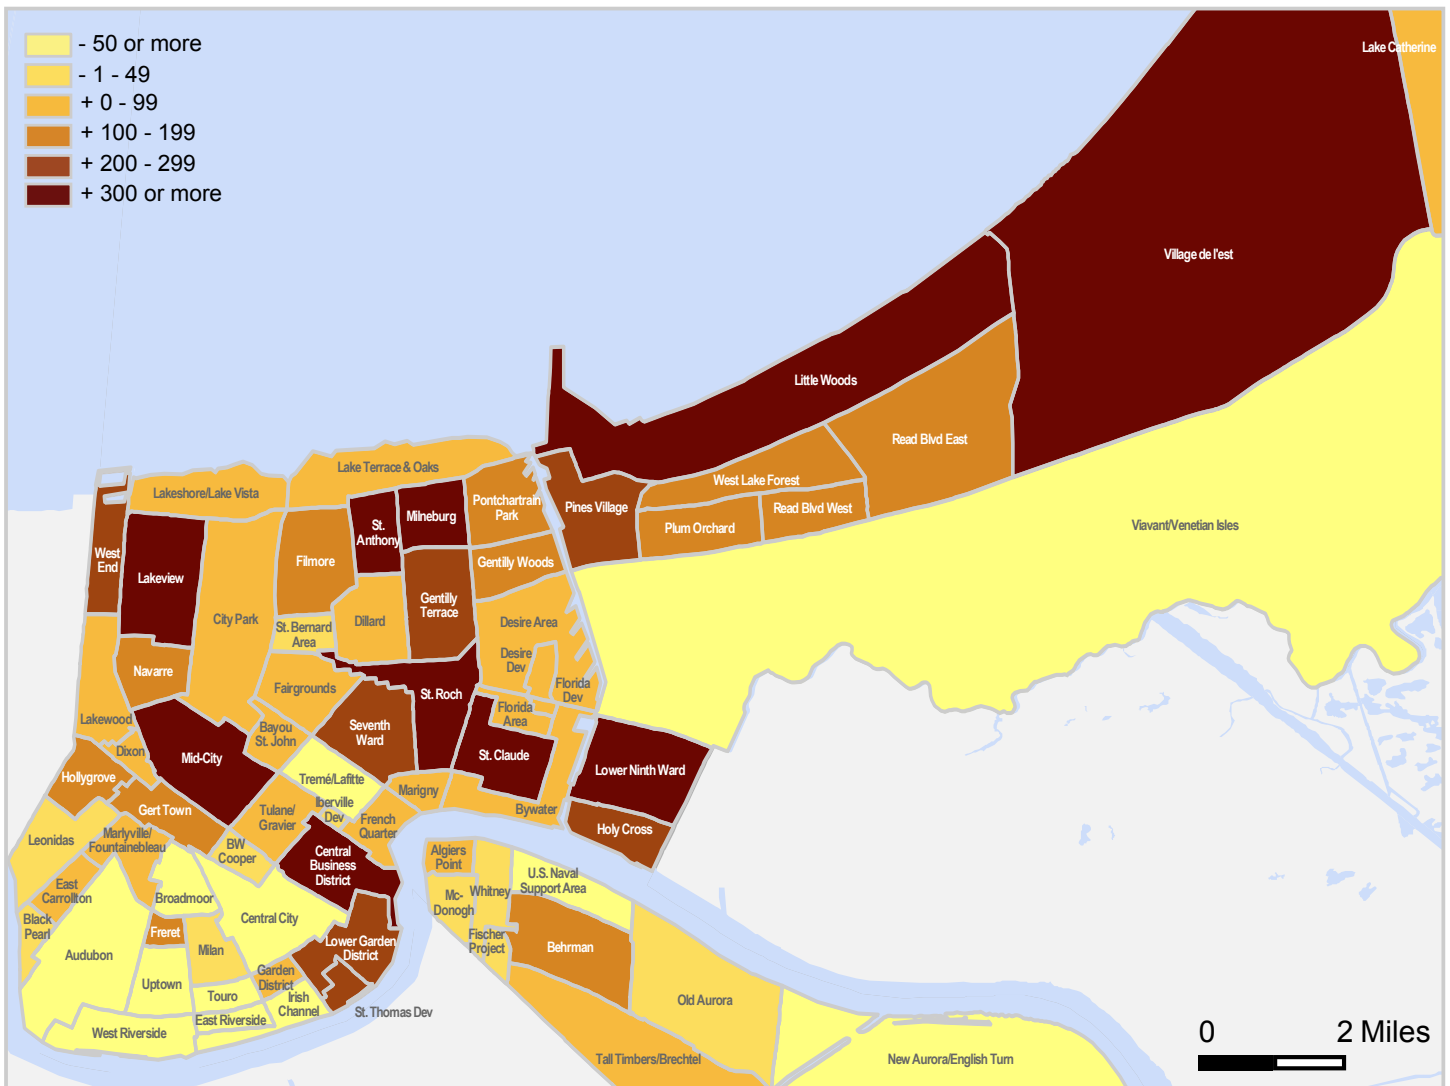 - 50 or more
- 1 - 49
+ 0 - 99
+ 100 - 199
+ 200 - 299
+ 300 or more
Lake Catherine
Village de l'est
Little Woods
Read Blvd East
Lake Terrace & Oaks
West Lake Forest
Lakeshore/Lake Vista
Pontchartrain
Park
Pines Village
Read Blvd West
Milneburg
St.
Anthony
Plum Orchard
Viavant/Venetian Isles
West
End
Filmore
Gentilly Woods
Lakeview
Gentilly
Terrace
City Park
Dillard
Desire Area
St. Bernard
Area
Desire
Dev
Navarre
Fairgrounds
St. Roch
Florida
Dev
Florida
Area
Lakewood
Bayou
St. John
Seventh
Ward
Dixon
Mid-City
St. Claude
Lower Ninth Ward
Hollygrove
Tremé/Lafitte
Marigny
Gert Town
Tulane/
Gravier
Iberville
Dev
French
Quarter
Bywater
Holy Cross
Leonidas
Marlyville/
Fountainebleau
BW
Cooper
Central
Business
District
Algiers
Point
East
Carrollton
Broadmoor
U.S. Naval
Support Area
Whitney
Mc-
Donogh
Black
Pearl
Central City
Freret
Lower Garden
District
Fischer
Project
Behrman
Audubon
Milan
Uptown
Garden
District
Touro
Irish
Channel
Old Aurora
St. Thomas Dev
East Riverside
West Riverside
Tall Timbers/Brechtel
New Aurora/English Turn
0 2 Miles